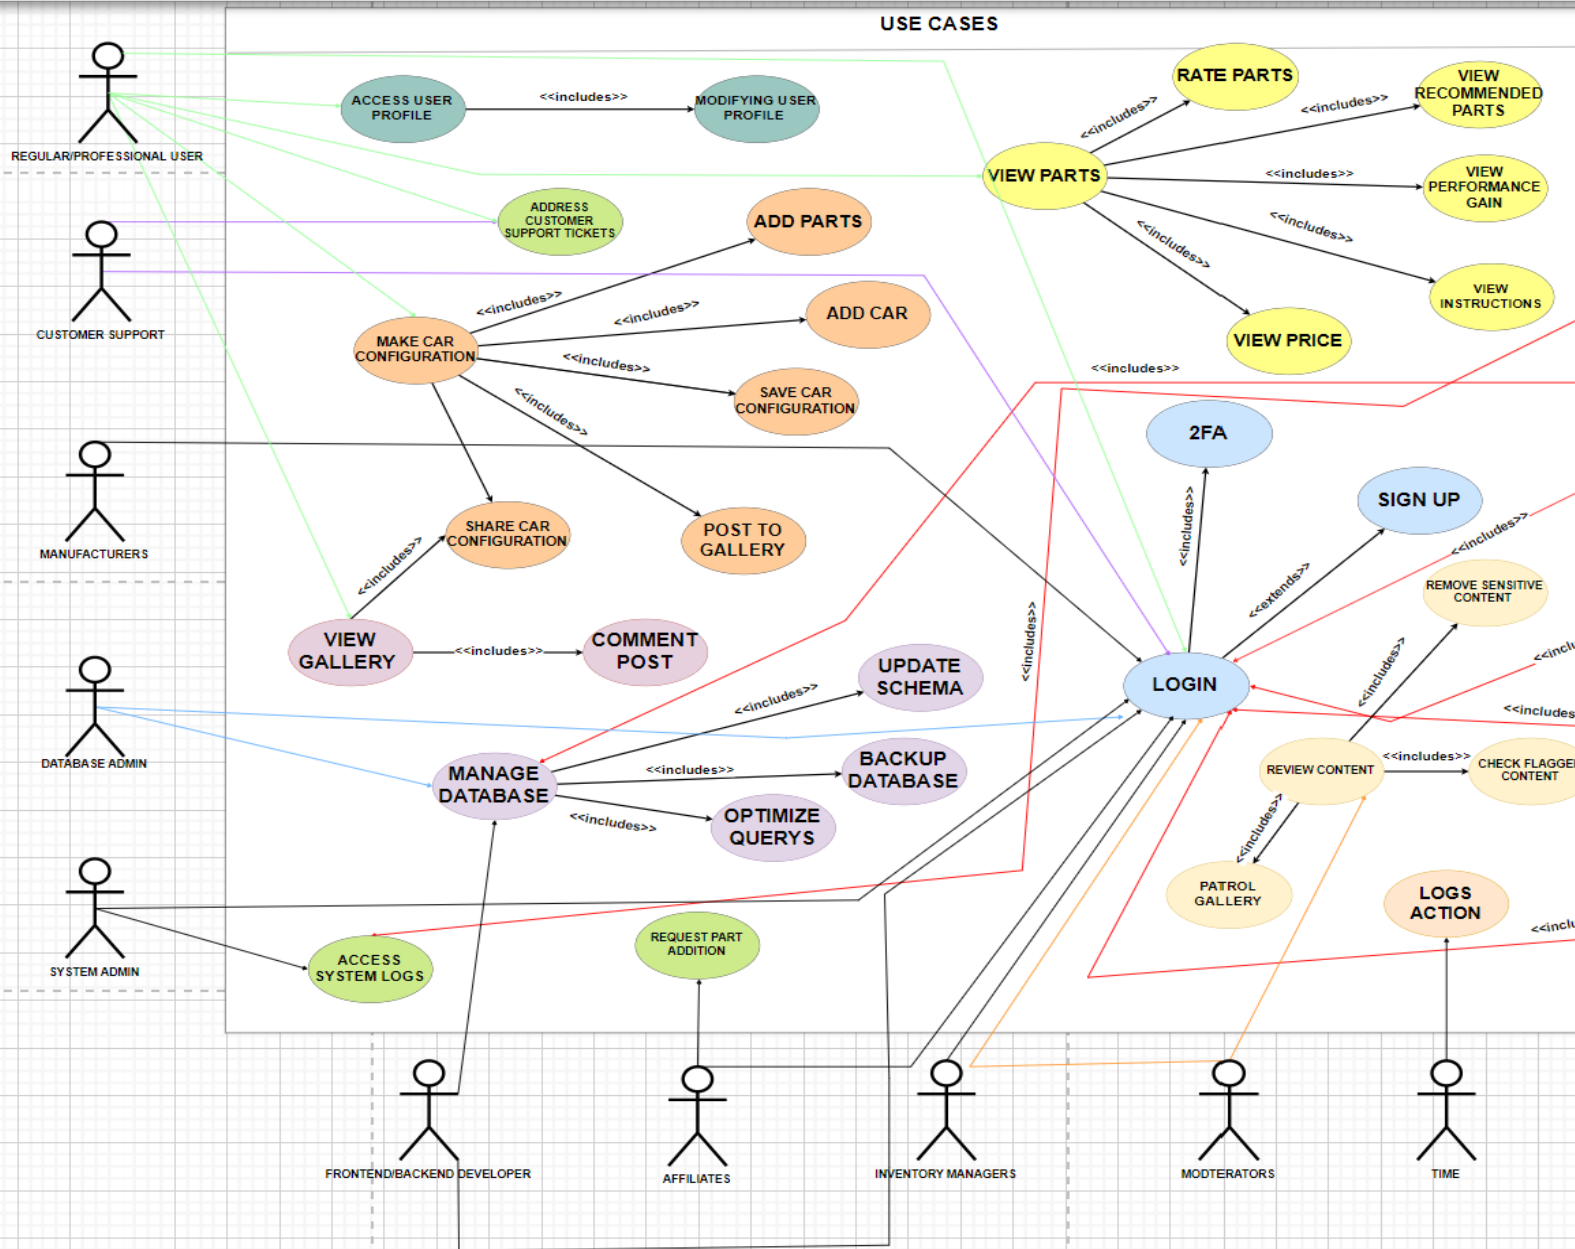 USE CASES
RATE PARTS
VIEW
RECOMMENDED
PARTS
ACCESS USER
PROFILE
<<includes>>
MODIFYING USER
PROFILE
<<includes>>
<<includes>>
REGULAR/PROFESSIONAL USER
VIEW PARTS
<<includes>>
VIEW
PERFORMANCE
GAIN
ADDRESS
CUSTOMER
SUPPORT TICKETS
ADD PARTS
<<includes>>
<<includes>>
VIEW
INSTRUCTIONS
CUSTOMER SUPPORT
<<includes>>
<<includes>>
ADD CAR
VIEW PRICE
MAKE CAR
CONFIGURATION
<<includes>>
<<includes>>
SAVE CAR
CONFIGURATION
<<includes>>
2FA
SIGN UP
MANUFACTURERS
SHARE CAR
CONFIGURATION
POST TO
GALLERY
<<includes>>
<<includes>>
<<includes>>
<<extends>>
REMOVE SENSITIVE
CONTENT
VIEW
GALLERY
<<includes>>
COMMENT
POST
<<includes>>
<<inclu
UPDATE
SCHEMA
<<includes>>
LOGIN
<<includes>>
<<includes
DATABASE ADMIN
MANAGE
DATABASE
<<includes>>
BACKUP
DATABASE
REVIEW CONTENT
<<includes>>
CHECK FLAGGE
CONTENT
<<includes>>
OPTIMIZE
QUERYS
<<includes>>
PATROL
GALLERY
LOGS
ACTION
<<inclu
SYSTEM ADMIN
ACCESS
SYSTEM LOGS
REQUEST PART
ADDITION
FRONTEND/BACKEND DEVELOPER
AFFILIATES
INVENTORY MANAGERS
MODTERATORS
TIME